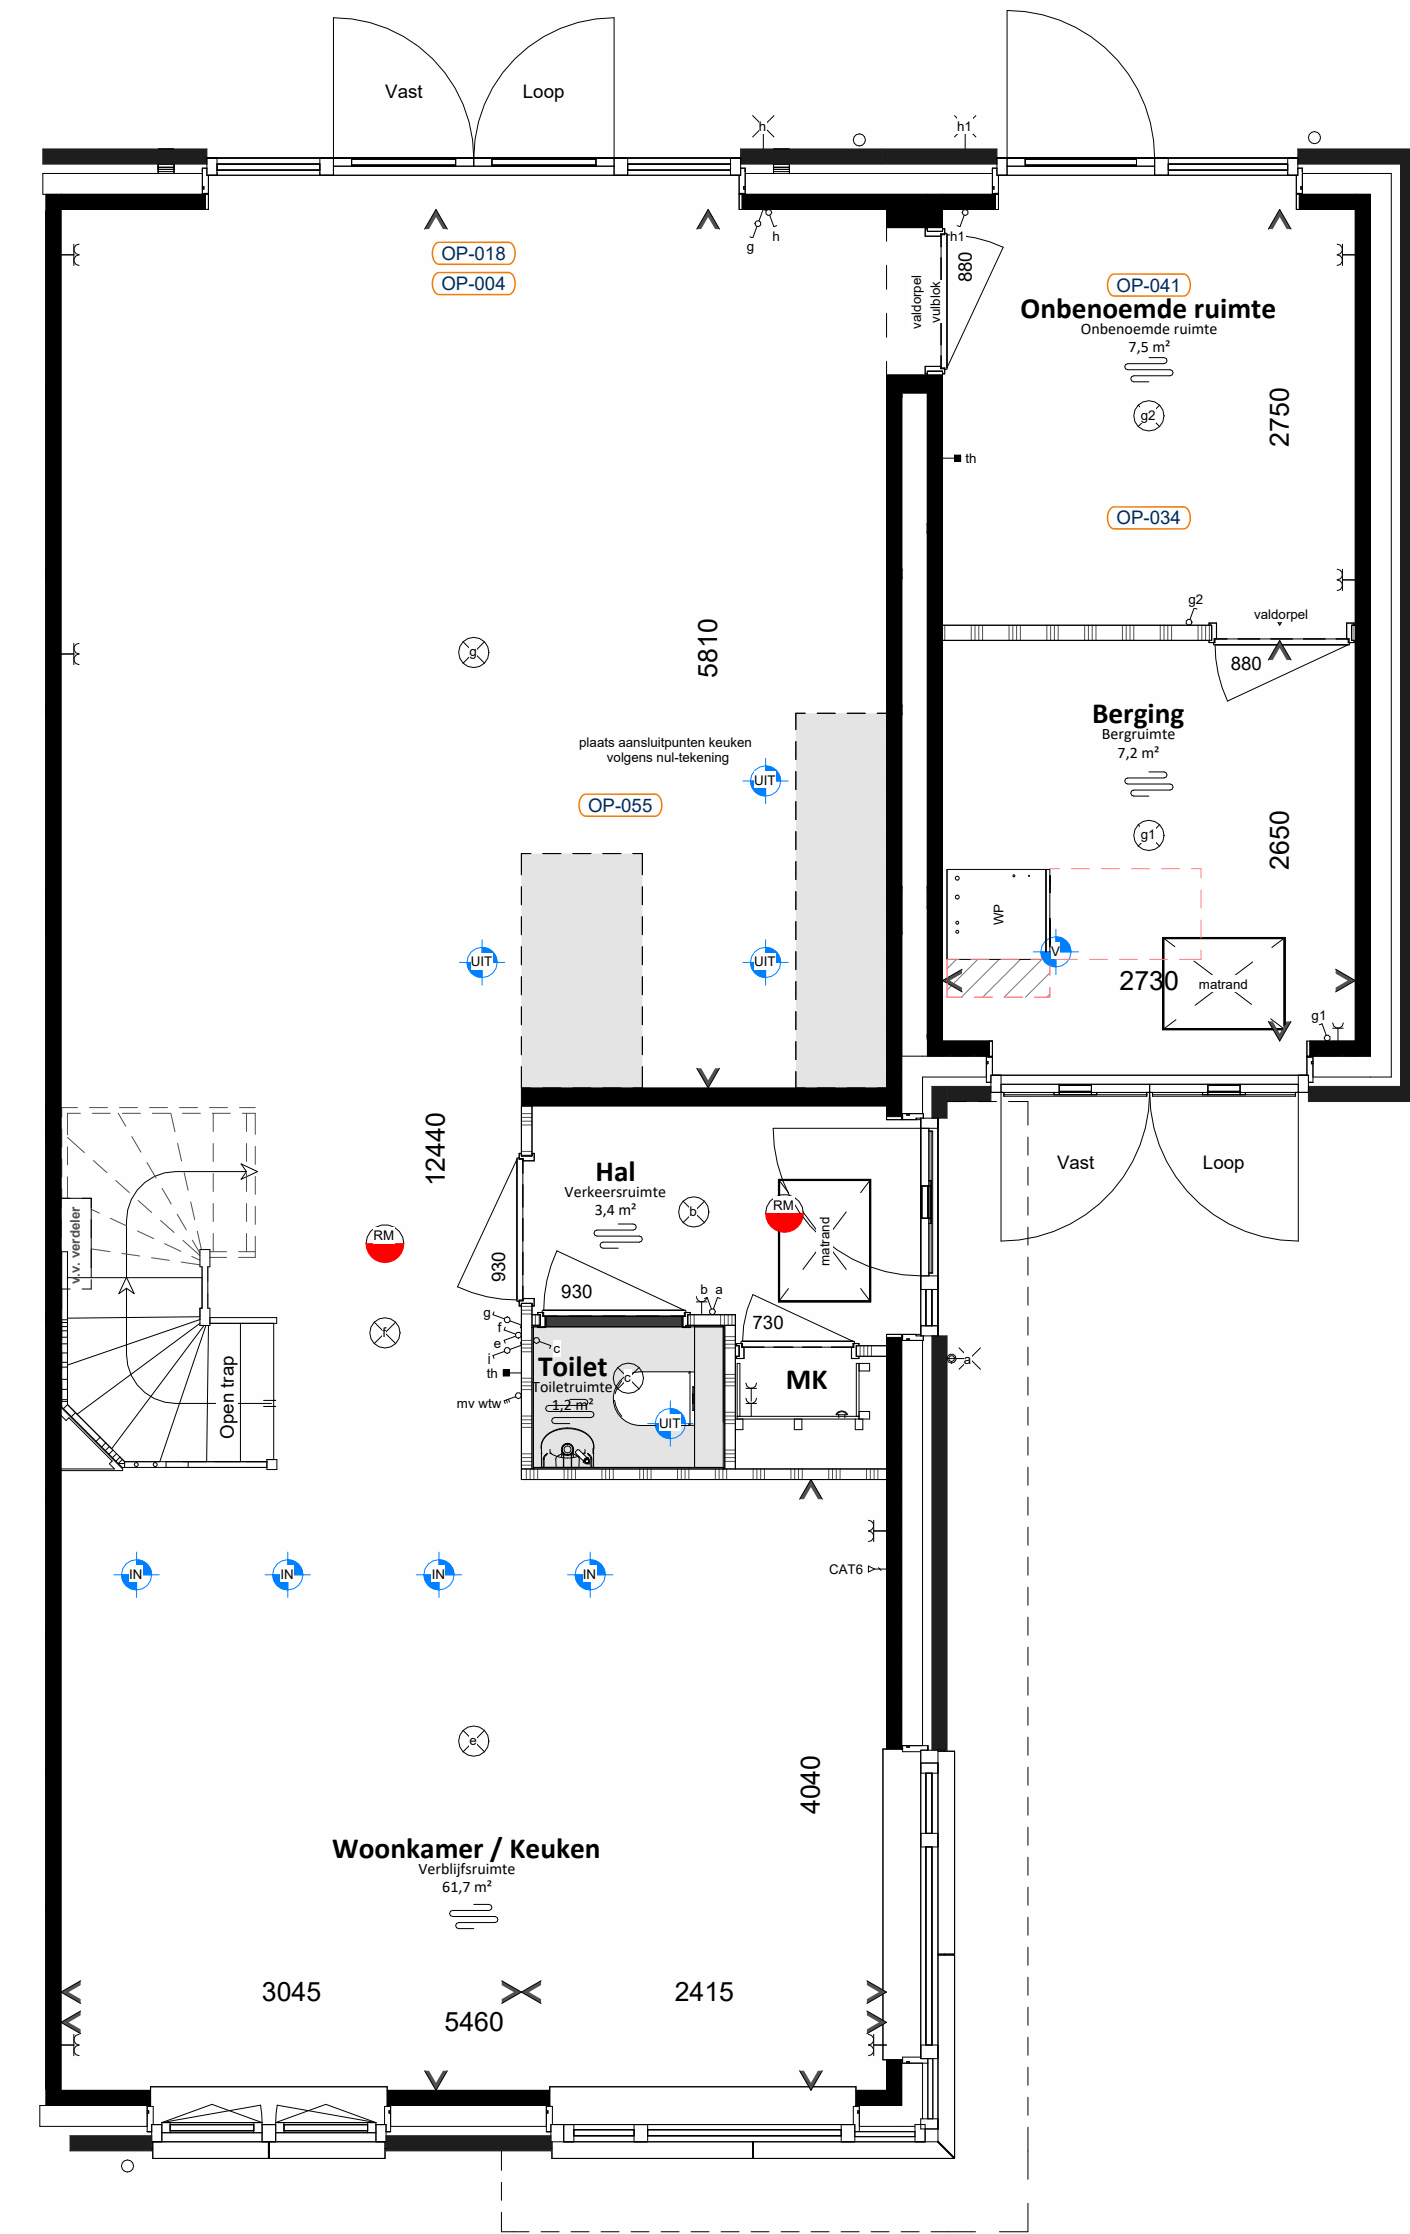 Vast
Loop
h
h1
g
h
h1
OP-018
OP-004
880
valdorpel
vulblok
OP-041
Onbenoemde ruimte
Onbenoemde ruimte
7,5 m²
g2
2750
th
OP-034
g2
valdorpel
880
g
5810
Berging
Bergruimte
7,2 m²
plaats aansluitpunten keuken
volgens nul-tekening
UIT
OP-055
g1
2650
WP
UIT
UIT
V
2730
matrand
g1
12440
Vast
Loop
Hal
Verkeersruimte
3,4 m²
b
RM
matrand
v.v. verdeler
RM
930
930
b a
730
g
f
e
i
c
f
th
Toilet
Toiletruimte
1,2 m²
c
MK
a
Open trap
mv wtw
UIT
IN
IN
IN
IN
CAT6
e
4040
Woonkamer / Keuken
Verblijfsruimte
61,7 m²
3045
2415
5460